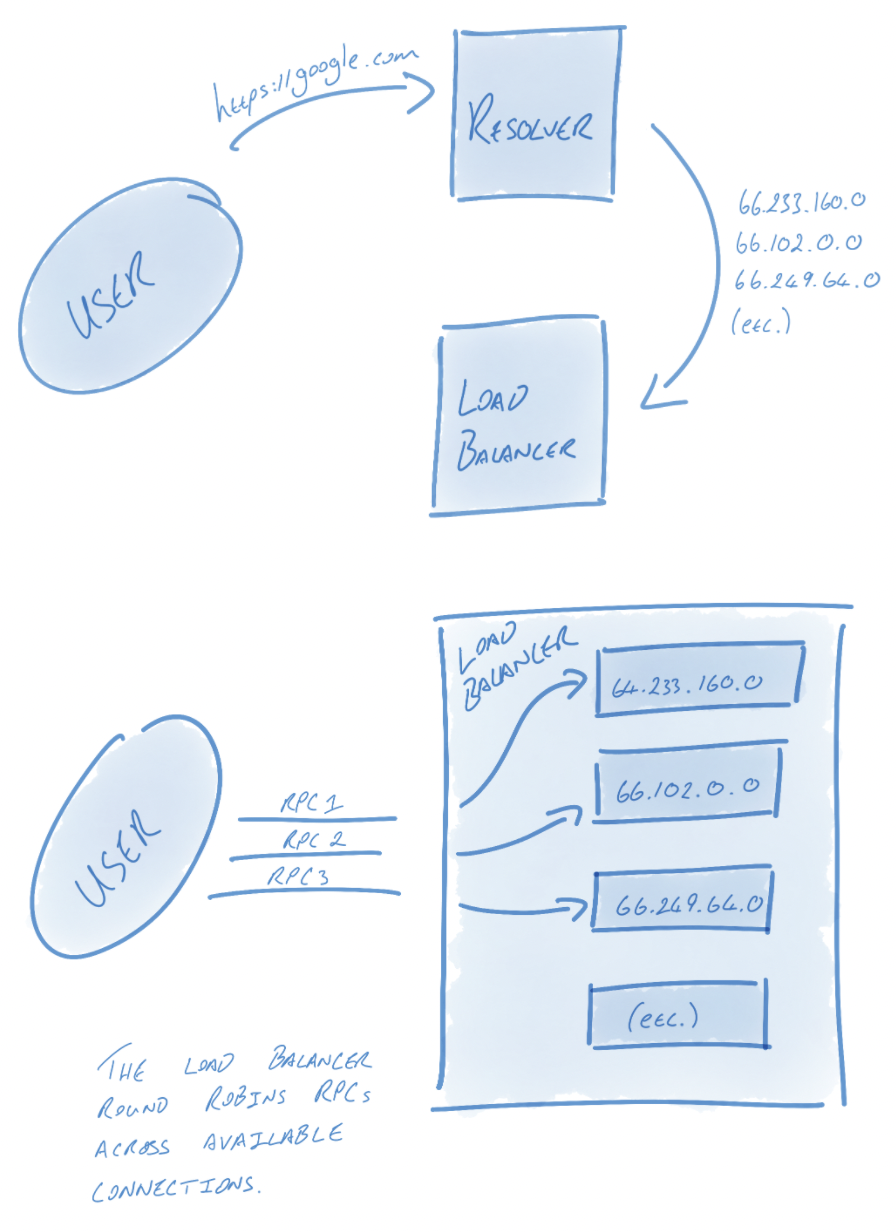 https://google.com
RESOLVER
USER
66.233.160.0
66.102.0.0
66.249.64.0
(etc.)
LOAD
BALANCER
LOAD
BALANCER
64.233.160.0
66.102.0.0
RPC 1
RPC 2
RPC 3
USER
66.249.64.0
(etc.)
THE LOAD BALANCER
ROUND ROBINS RPCs
ACROSS AVAILABLE
CONNECTIONS.